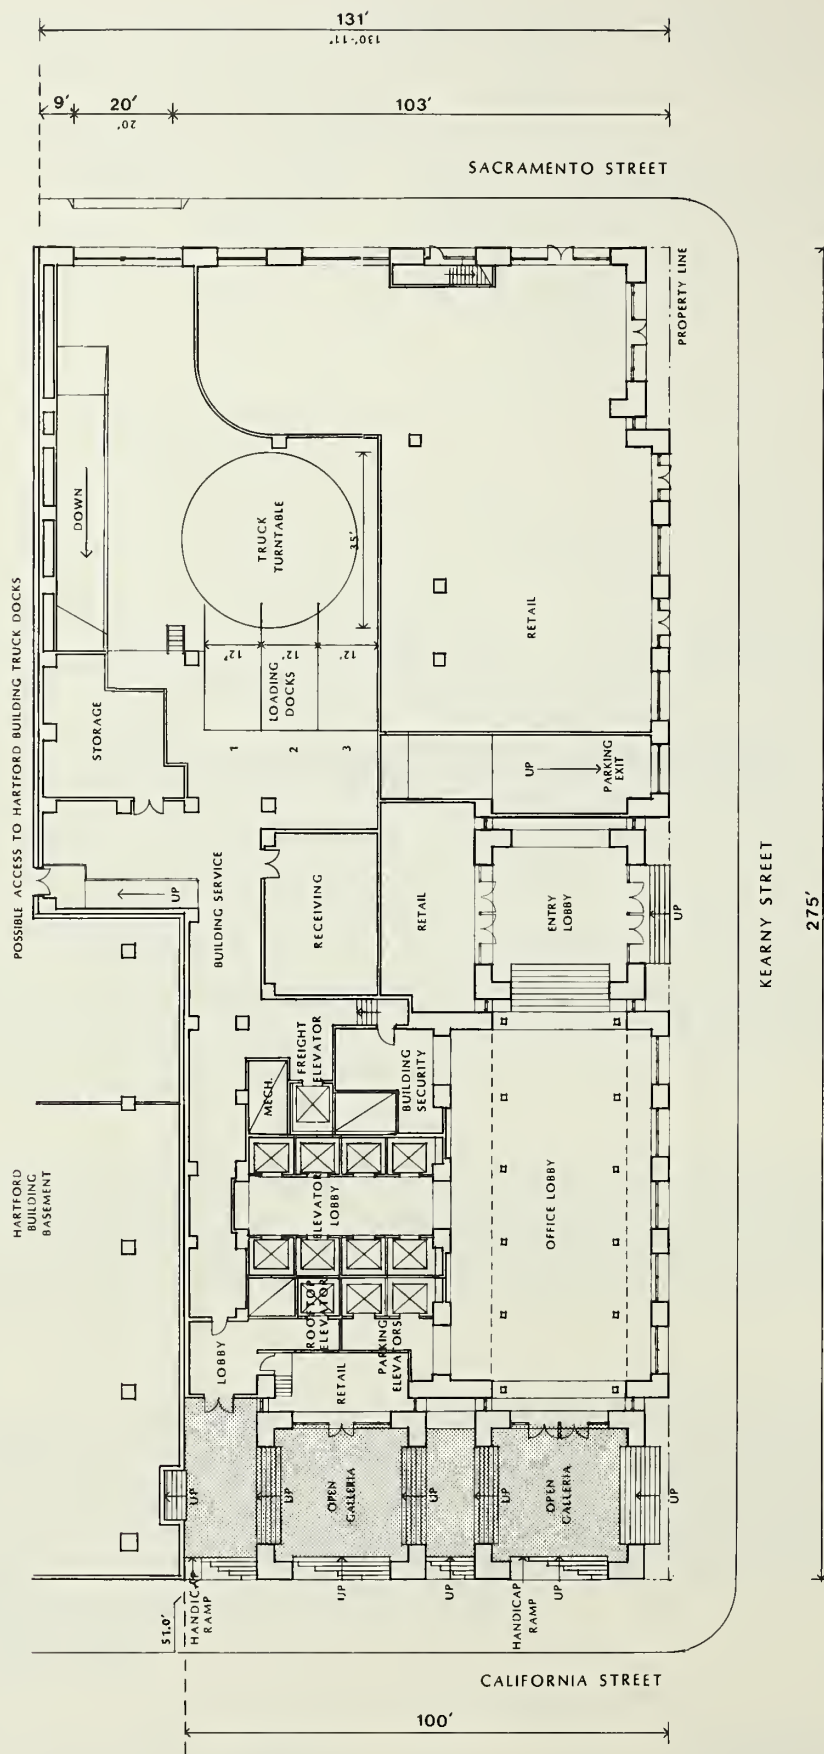 131'
130'-11"
9'
20'
103'
20'
SACRAMENTO STREET
PROPERTY LINE
DOWN
TRUCK
TURNTABLE
35'
POSSIBLE ACCESS TO HARTFORD BUILDING TRUCK DOCKS
12"
12'
12'
LOADING
DOCKS
1
2
3
RETAIL
STORAGE
UP
PARKING
EXIT
UP
BUILDING SERVICE
RECEIVING
RETAIL
ENTRY
LOBBY
UP
KEARNY STREET
275'
MECH.
FREIGHT
ELEVATOR
BUILDING
SECURITY
HARTFORD
BUILDING
BASEMENT
ELEVATOR
LOBBY
OFFICE LOBBY
LOBBY
ROOFTOP
ELEVATOR
PARKING
ELEVATORS
RETAIL
UP
UP
OPEN
GALLERIA
UP
UP
OPEN
GALLERIA
UP
51.0'
HANDICAP
RAMP
UP
UP
HANDICAP
RAMP
UP
CALIFORNIA STREET
100'